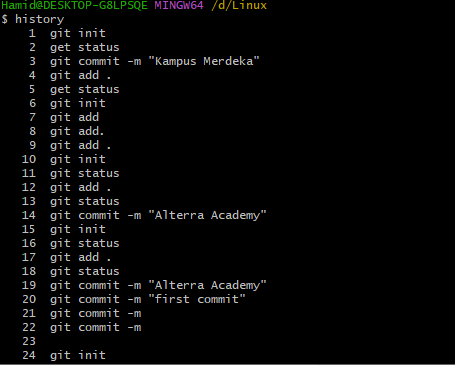 Hamid@DESKTOP-G8LPSQE MINGW64 /d/Linux
$ history
1 git init
2 get status
3 git commit -m "Kampus Merdeka"
4 git add .
5 get status
6 git init
7 git add
8 git add.
9 git add .
10 git init
11 git status
12 git add .
13 git status
14 git commit -m "Alterra Academy"
15 git init
16 git status
17 git add .
18 git status
19 git commit -m "Alterra Academy"
20 git commit -m "first commit"
21 git commit -m
22 git commit -m
23
24 git init